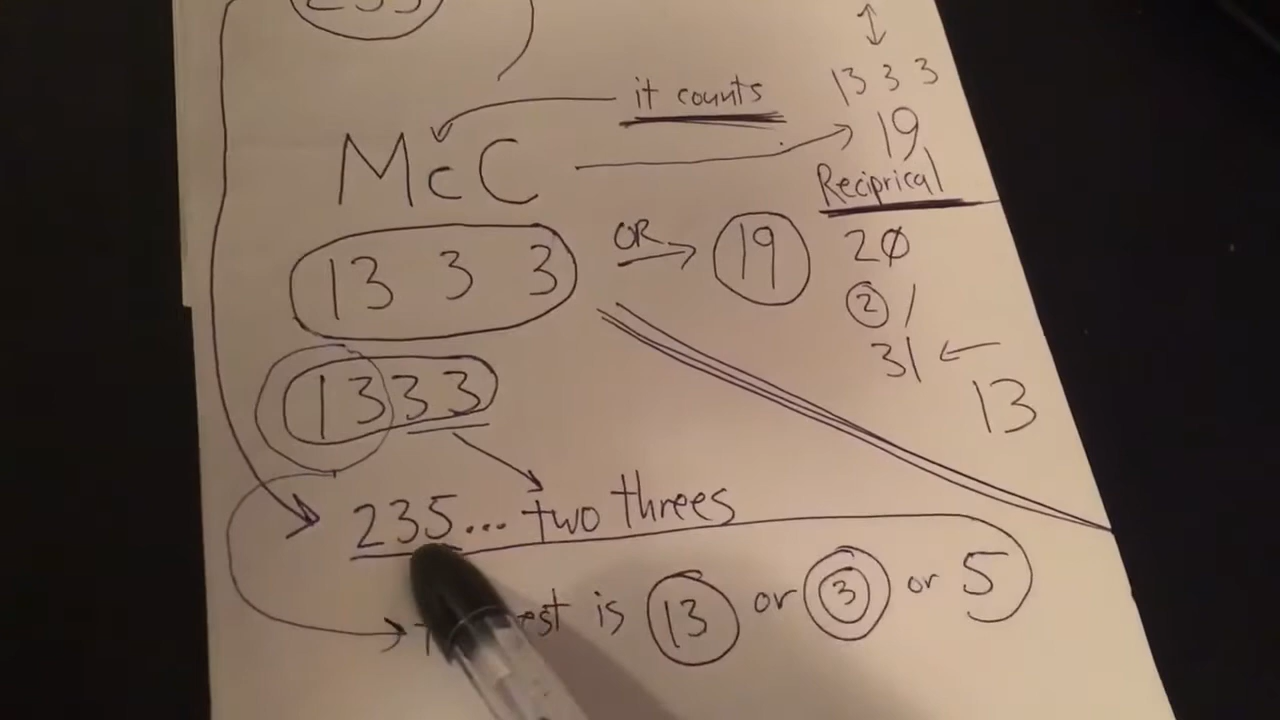 it counts
13 3 3
19
McC
Reciprical
13 3 3 OR 19
20
2 /
31
13
1333
235... two threes
est is 13 or 3 or 5